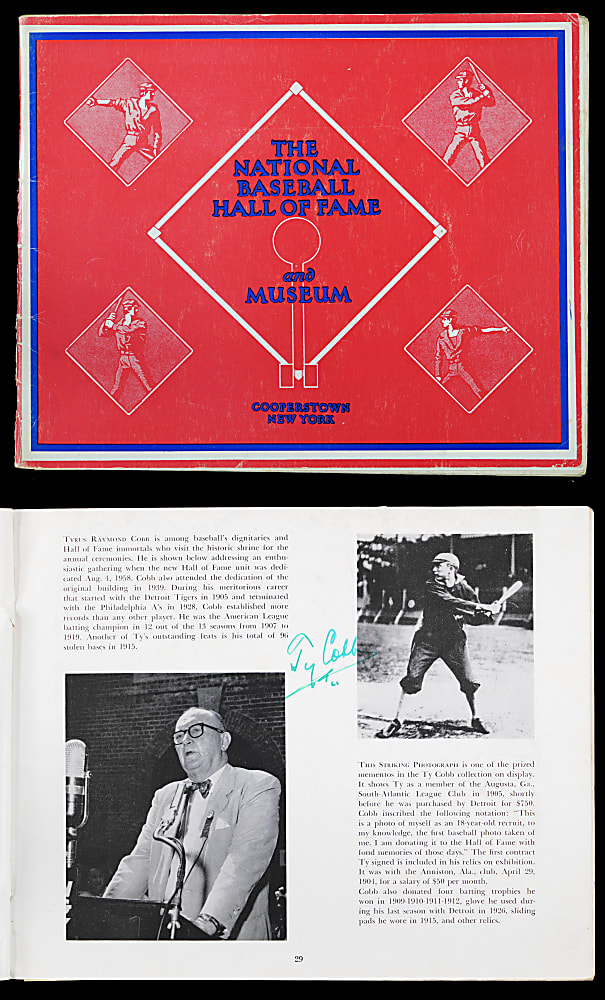 THE
NATIONAL
BASEBALL
HALL OF FAME
and
MUSEUM
COOPERSTOWN
NEW YORK
TYRUS RAYMOND COBB is among baseball's dignitaries and
Hall of Fame immortals who visit the historic shrine for the
annual ceremonies. He is shown below addressing an enthu-
siastic gathering when the new Hall of Fame unit was dedi-
cated Aug. 4, 1958. Cobb also attended the dedication of the
original building in 1939. During his meritorious career
that started with the Detroit Tigers in 1905 and terminated
with the Philadelphia A's in 1928, Cobb established more
records than any other player. He was the American League
batting champion in 12 out of the 13 seasons from 1907 to
1919. Another of Ty's outstanding feats is his total of 96
stolen bases in 1915.
Ty Cobb
THIS STRIKING PHOTOGRAPH is one of the prized
mementos in the Ty Cobb collection on display.
It shows Ty as a member of the Augusta, Ga.,
South-Atlantic League Club in 1905, shortly
before he was purchased by Detroit for $750.
Cobb inscribed the following notation: "This
is a photo of myself as an 18-year-old recruit, to
my knowledge, the first baseball photo taken of
me. I am donating it to the Hall of Fame with
fond memories of those days." The first contract
Ty signed is included in his relics on exhibition.
It was with the Anniston, Ala., club, April 29,
1904, for a salary of $50 per month.
Cobb also donated four batting trophies he
won in 1909-1910-1911-1912, glove he used dur-
ing his last season with Detroit in 1926, sliding
pads he wore in 1915, and other relics.
29